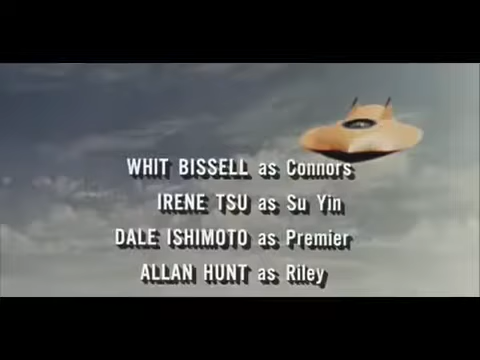 WHIT BISSELL as Connors
IRENE TSU as Su Yin
DALE ISHIMOTO as Premier
ALLAN HUNT as Riley